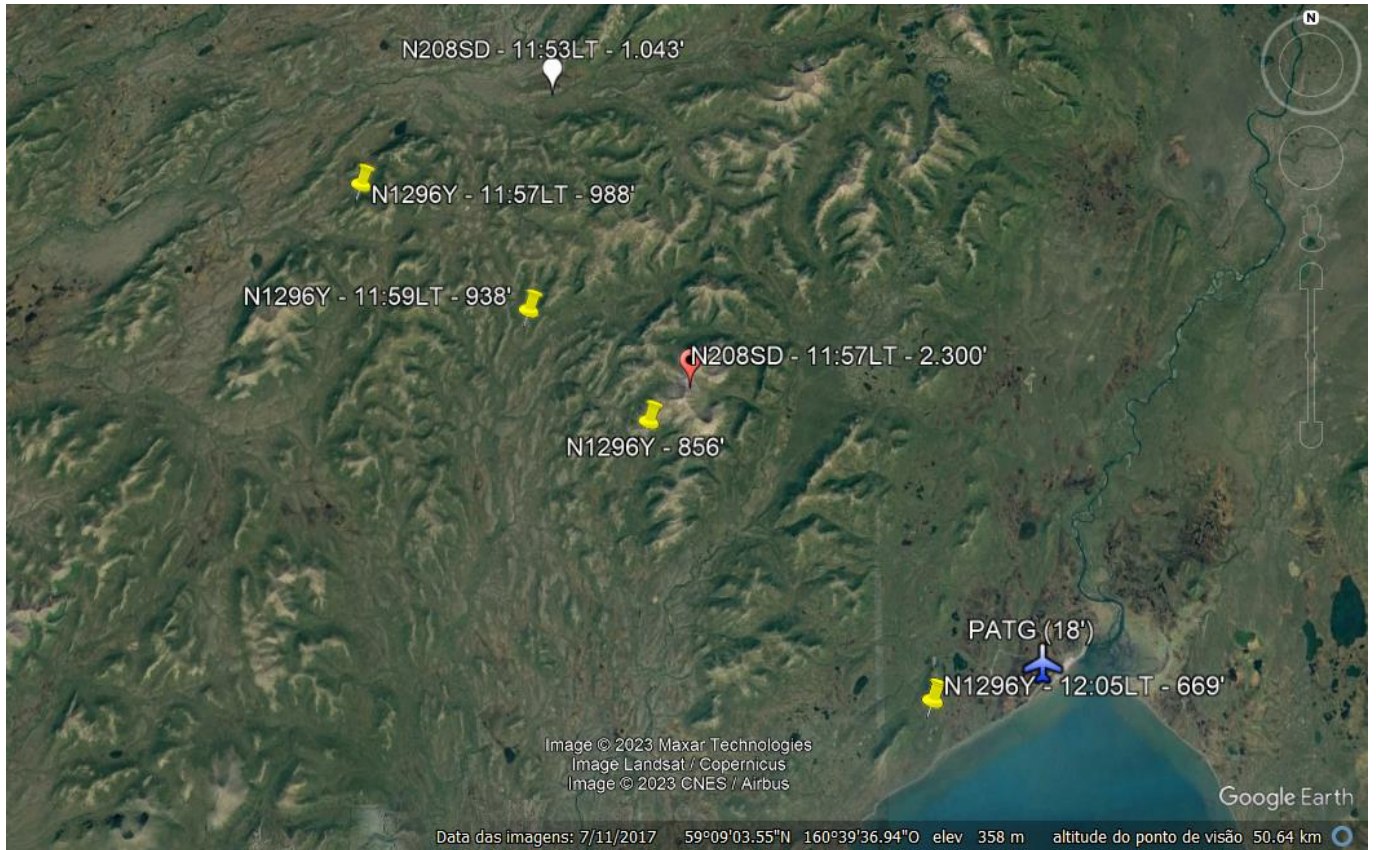 N
N208SD - 11:53LT - 1.043'
N1296Y - 11:57LT - 988'
N1296Y - 11:59LT - 938'
N208SD - 11:57LT - 2.300'
N1296Y - 856'
PATG (18')
N1296Y - 12:05LT - 669'
Image © 2023 Maxar Technologies
Image Landsat / Copernicus
Image © 2023 CNES / Airbus
Google Earth
Data das imagens: 7/11/2017 59°09'03.55"N 160°39'36.94"O elev 358 m altitude do ponto de visão 50.64 km